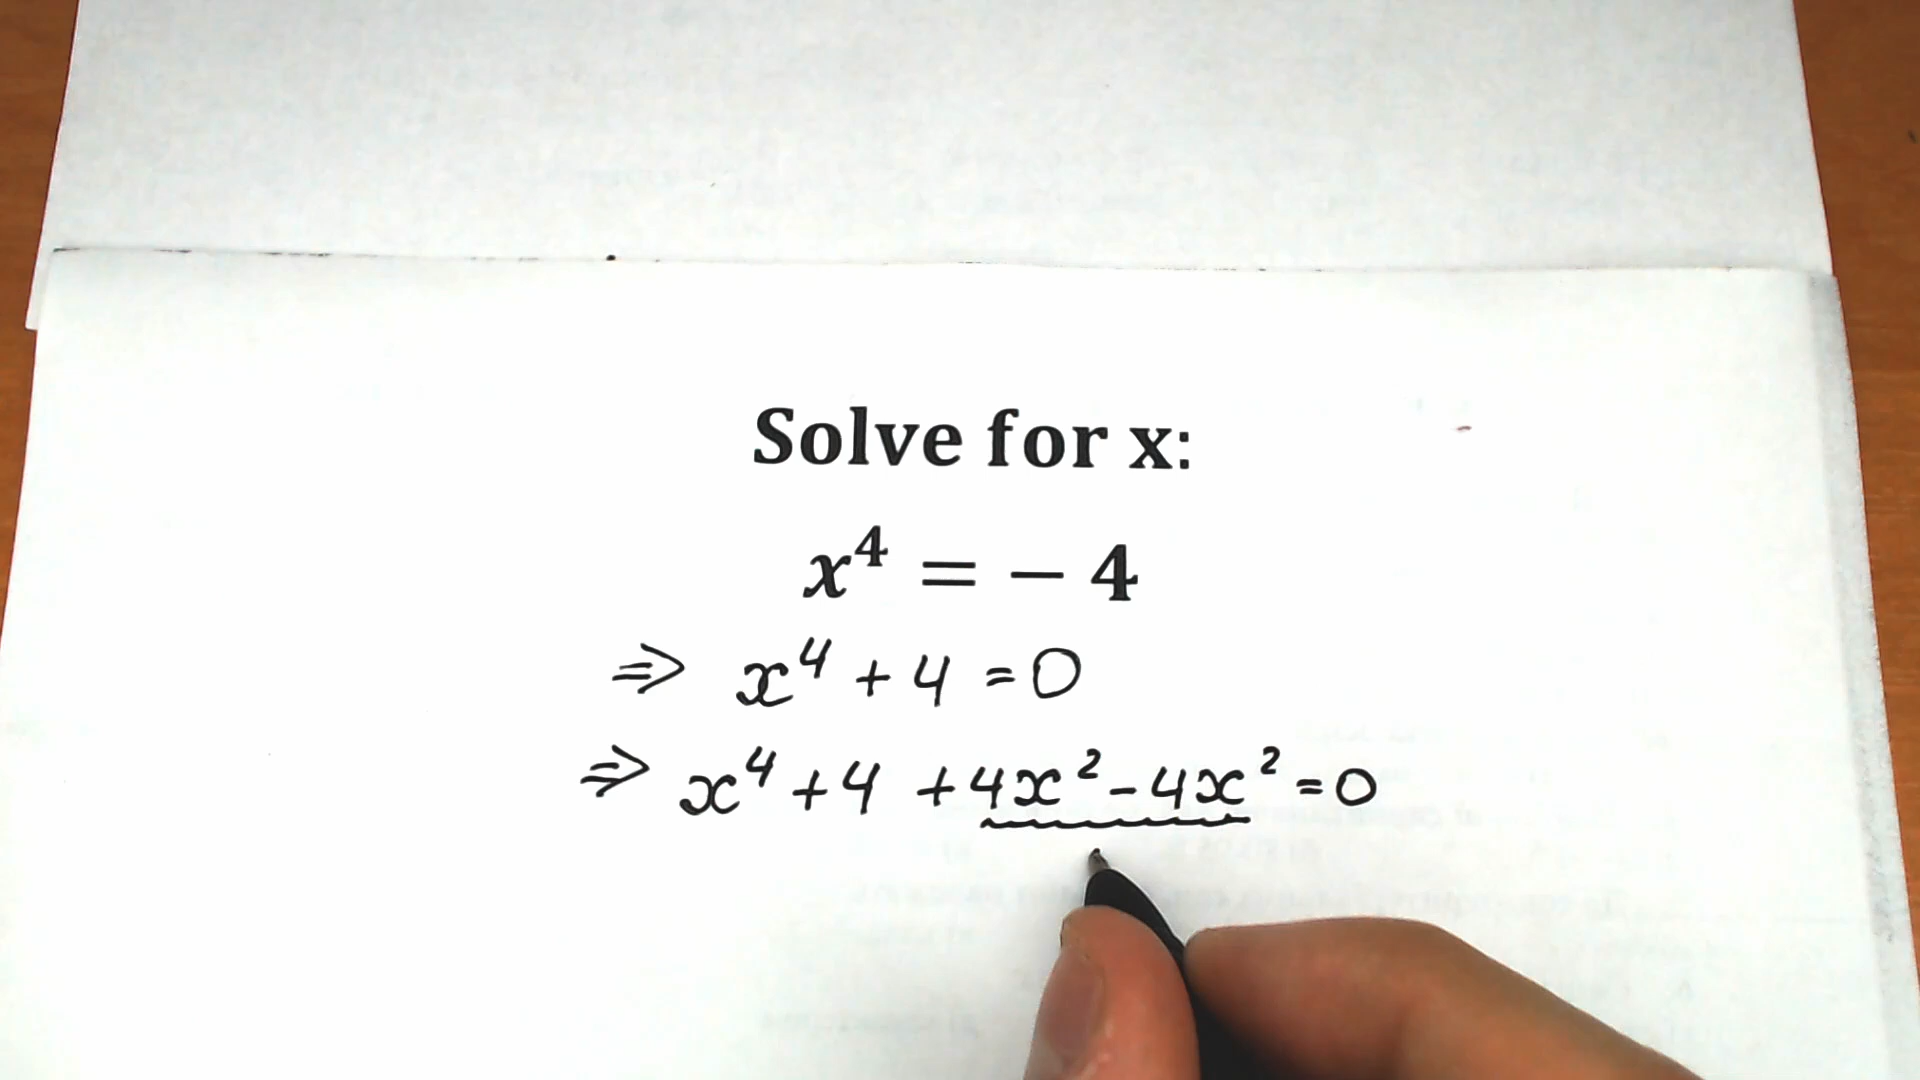 Solve for x:
x⁴ = − 4
⇒ x⁴ + 4 = 0
⇒ x⁴ + 4 + 4x² − 4x² = 0